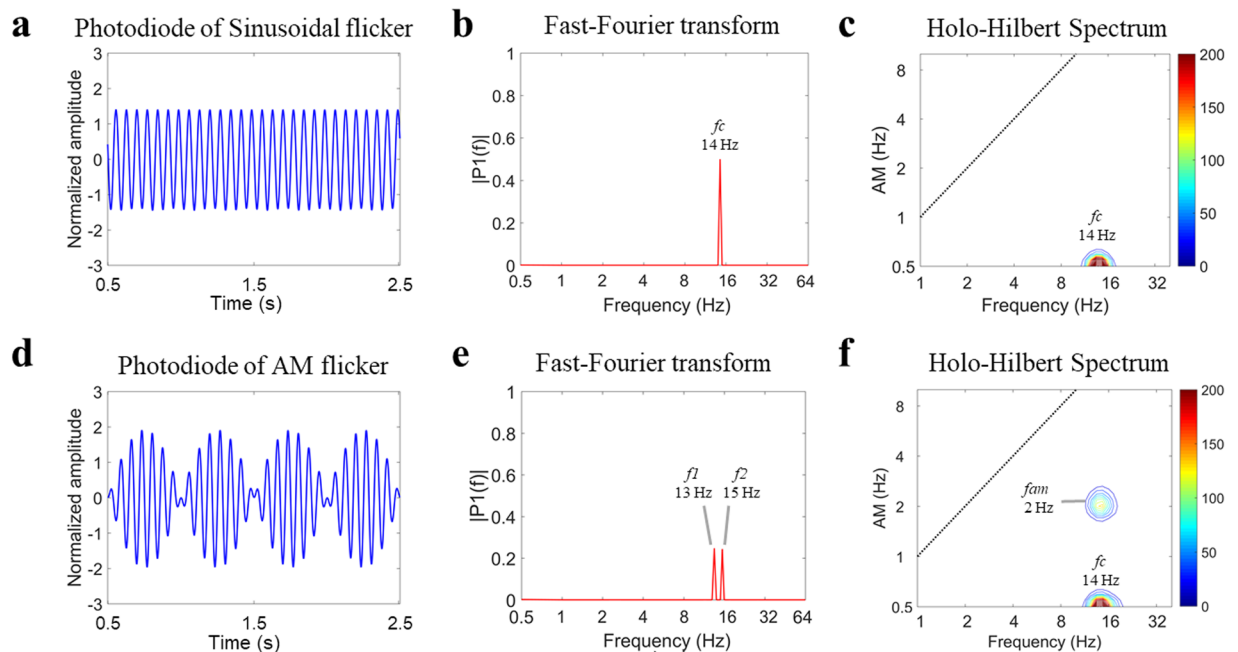 a
Photodiode of Sinusoidal flicker
3
2
1
0
-1
-2
-3
Normalized amplitude
0.5
1.5
2.5
Time (s)
b
Fast-Fourier transform
1
0.8
0.6
0.4
0.2
0
|P1(f)|
fc
14 Hz
0.5
1
2
4
8
16
32
64
Frequency (Hz)
c
Holo-Hilbert Spectrum
8
4
2
1
0.5
AM (Hz)
fc
14 Hz
1
2
4
8
16
32
Frequency (Hz)
200
150
100
50
0
d
Photodiode of AM flicker
3
2
1
0
-1
-2
-3
Normalized amplitude
0.5
1.5
2.5
Time (s)
e
Fast-Fourier transform
1
0.8
0.6
0.4
0.2
0
|P1(f)|
f1
13 Hz
f2
15 Hz
0.5
1
2
4
8
16
32
64
Frequency (Hz)
f
Holo-Hilbert Spectrum
8
4
2
1
0.5
AM (Hz)
fam
2 Hz
fc
14 Hz
1
2
4
8
16
32
Frequency (Hz)
200
150
100
50
0